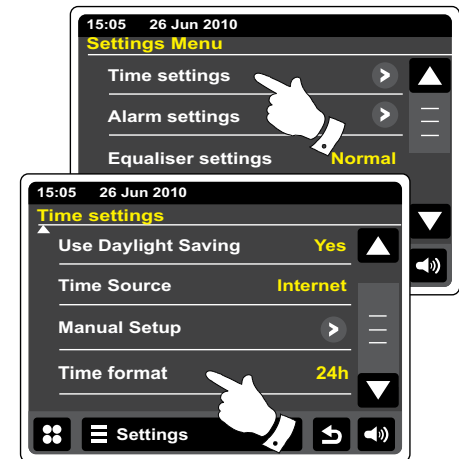 15:05 26 Jun 2010
Settings Menu
Time settings
Alarm settings
Equaliser settings Normal
15:05 26 Jun 2010
Time settings
Use Daylight Saving Yes
Time Source Internet
Manual Setup
Time format 24h
Settings